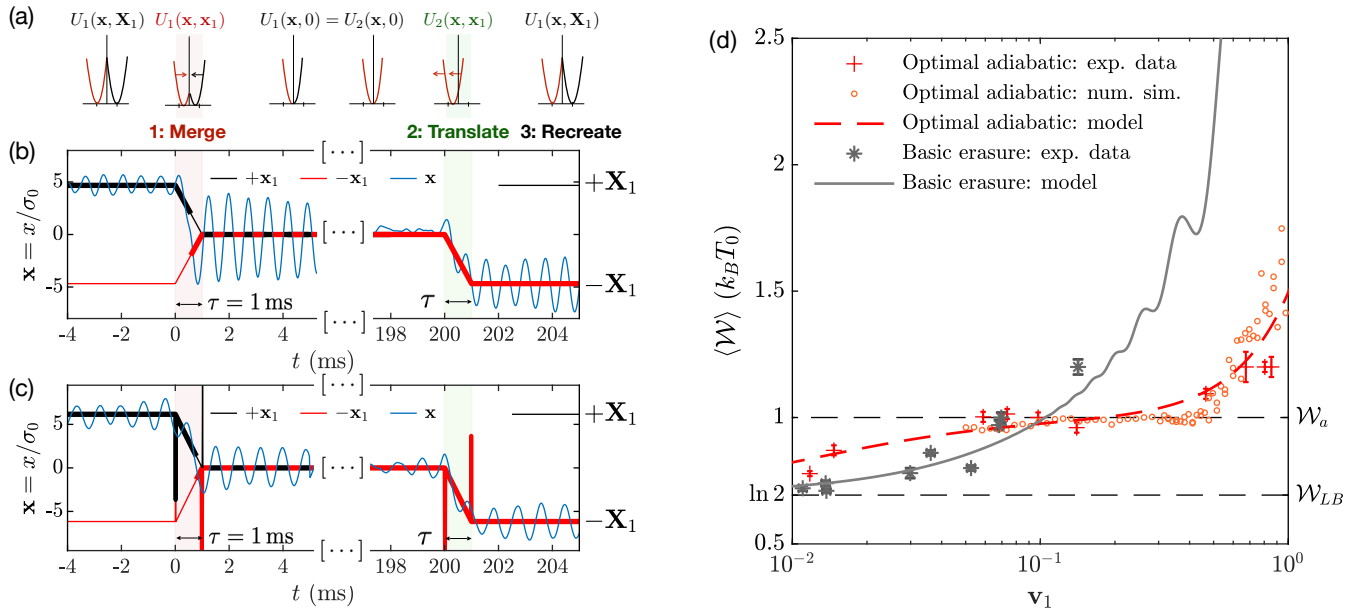 (a)
U₁(x, X₁) U₁(x, x₁) U₁(x, 0) = U₂(x, 0) U₂(x, x₁) U₁(x, X₁)
1: Merge 2: Translate 3: Recreate
(b)
[···]
+x₁ −x₁ x
+X₁
−X₁
τ = 1 ms
τ
[···]
[···]
x = x/σ₀
5
0
-5
-4 -2 0 2 4 198 200 202 204
t (ms) t (ms)
(c)
[···]
+x₁ −x₁ x
+X₁
−X₁
τ = 1 ms
τ
[···]
[···]
x = x/σ₀
5
0
-5
-4 -2 0 2 4 198 200 202 204
t (ms) t (ms)
(d)
Optimal adiabatic: exp. data
Optimal adiabatic: num. sim.
Optimal adiabatic: model
Basic erasure: exp. data
Basic erasure: model
⟨𝒲⟩ (k_BT₀)
2.5
2
1.5
1
ln 2
0.5
𝒲ₐ
𝒲_LB
10⁻² 10⁻¹ 10⁰
v₁